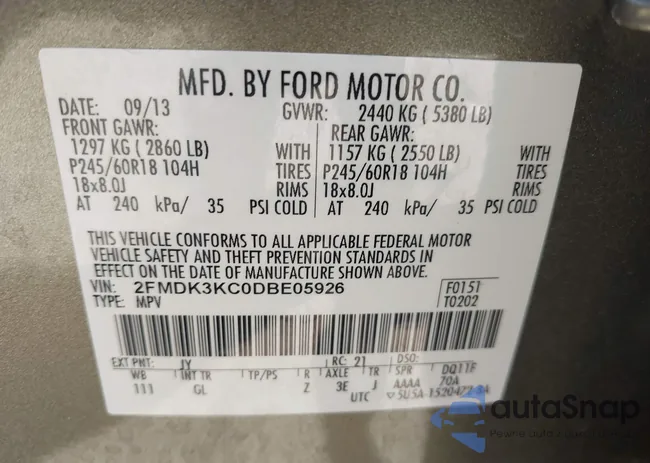 MFD. BY FORD MOTOR CO.
DATE: 09/13 GVWR: 2440 KG ( 5380 LB)
FRONT GAWR: REAR GAWR:
1297 KG ( 2860 LB) WITH 1157 KG ( 2550 LB) WITH
P245/60R18 104H TIRES P245/60R18 104H TIRES
18x8.0J RIMS 18x8.0J RIMS
AT 240 kPa/ 35 PSI COLD AT 240 kPa/ 35 PSI COLD
THIS VEHICLE CONFORMS TO ALL APPLICABLE FEDERAL MOTOR
VEHICLE SAFETY AND THEFT PREVENTION STANDARDS IN
EFFECT ON THE DATE OF MANUFACTURE SHOWN ABOVE.
VIN: 2FMDK3KC0DBE05926 F0151
TYPE: MPV T0202
EXT PNT: JY RC: 21 DSO:
WB INT TR TP/PS R AXLE TR SPR DQ11F
111 GL Z 3E J AAAA 70A
UTC 5U5A-1520472-
autaSnap